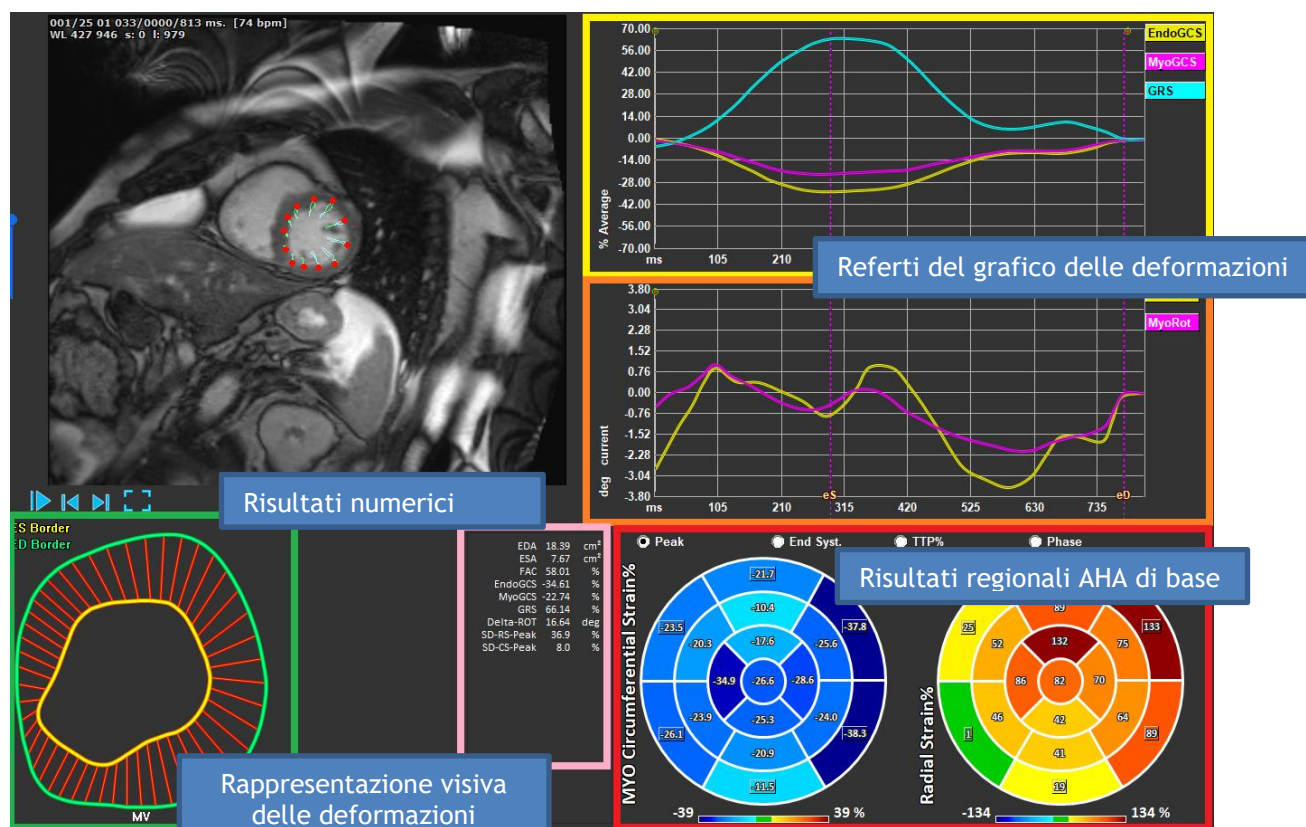 001/25 01 033/0000/813 ms. [74 bpm]
WL 427 946 s: 0 l: 979
70.00
56.00
42.00
28.00
14.00
0.00
-14.00
-28.00
-42.00
-56.00
-70.00
% Average
ms
105
210
EndoGCS
MyoGCS
GRS
Referti del grafico delle deformazioni
3.80
3.04
2.28
1.52
0.76
0.00
-0.76
-1.52
-2.28
-3.04
-3.80
deg current
ms
105
210
315
420
525
630
735
eS
eD
MyoRot
Risultati numerici
ES Border
ED Border
MV
Rappresentazione visiva
delle deformazioni
EDA 18.39 cm²
ESA 7.67 cm²
FAC 58.01 %
EndoGCS -34.61 %
MyoGCS -22.74 %
GRS 66.14 %
Delta-ROT 16.64 deg
SD-RS-Peak 36.9 %
SD-CS-Peak 8.0 %
Peak
End Syst.
TTP%
Phase
Risultati regionali AHA di base
MYO Circumferential Strain%
-21.7
-10.4
-23.5
-37.8
-20.3
-17.6
-25.6
-34.9
-26.6
-28.6
-23.9
-25.3
-24.0
-26.1
-38.3
-20.9
-11.5
-39
39 %
Radial Strain%
89
25
133
52
132
75
86
82
70
46
42
64
1
89
41
19
-134
134 %